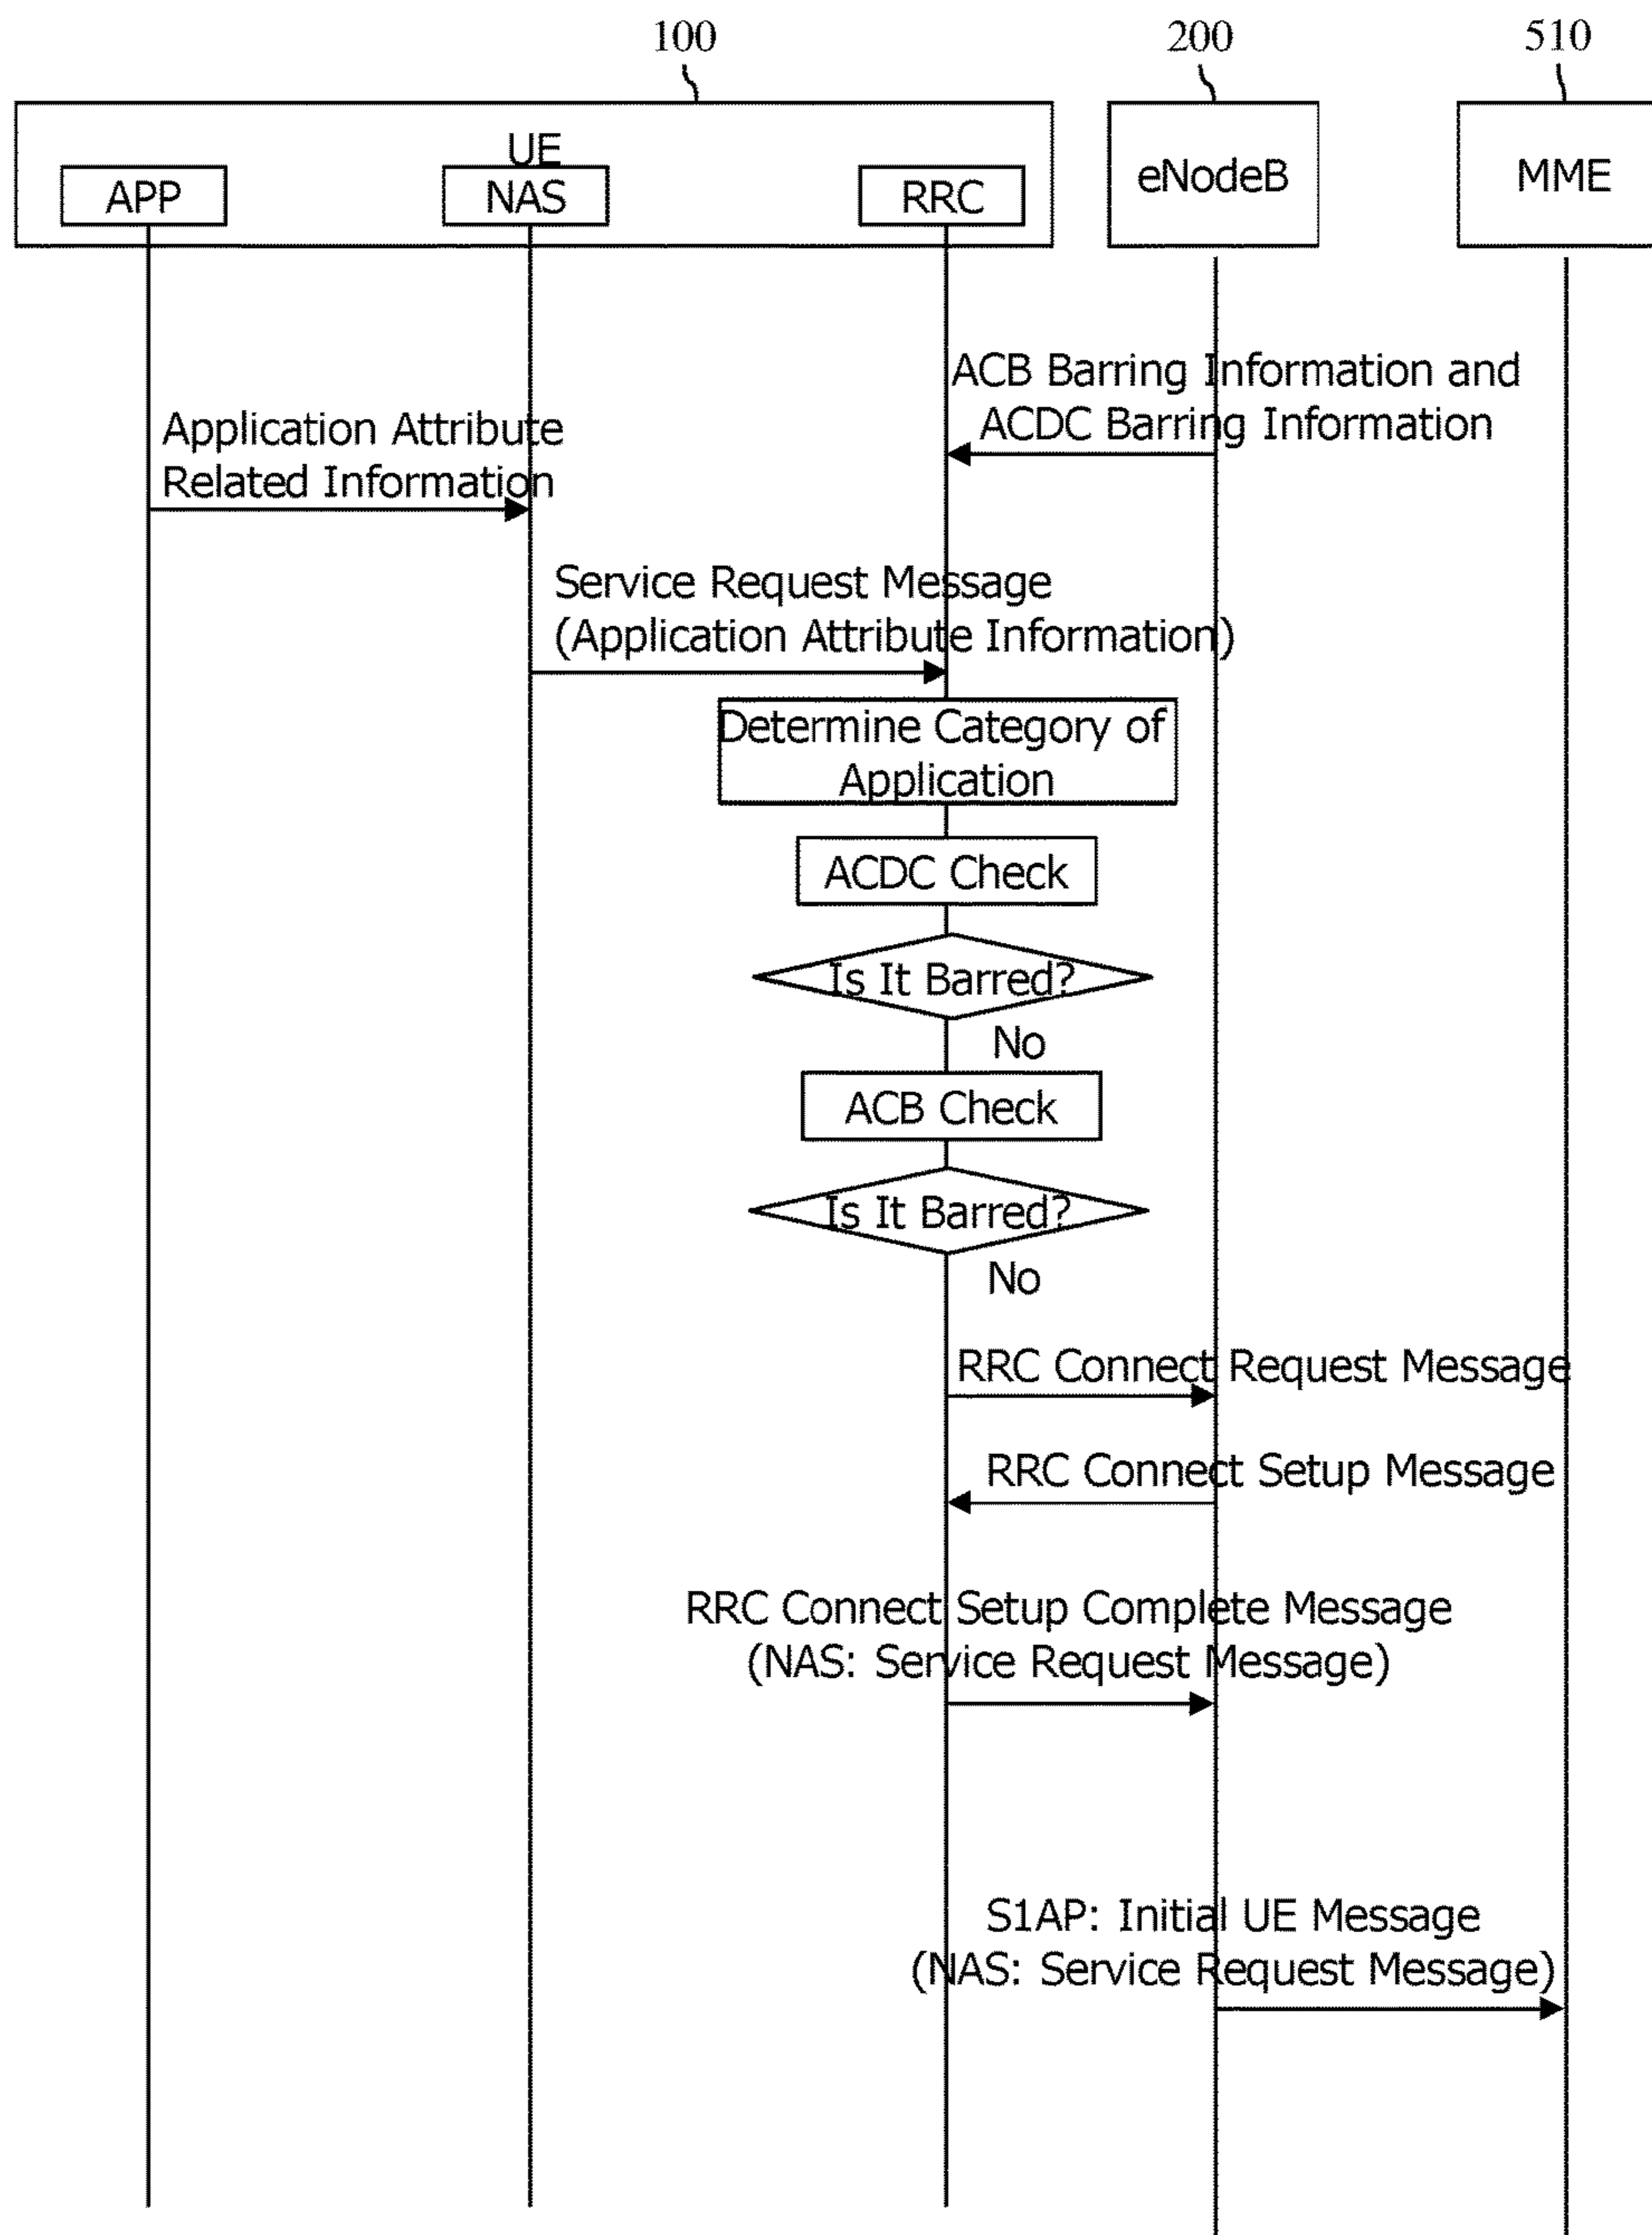 100
200
510
UE
APP
NAS
RRC
eNodeB
MME
ACB Barring Information and
ACDC Barring Information
Application Attribute
Related Information
Service Request Message
(Application Attribute Information)
Determine Category of
Application
ACDC Check
Is It Barred?
No
ACB Check
Is It Barred?
No
RRC Connect Request Message
RRC Connect Setup Message
RRC Connect Setup Complete Message
(NAS: Service Request Message)
S1AP: Initial UE Message
(NAS: Service Request Message)